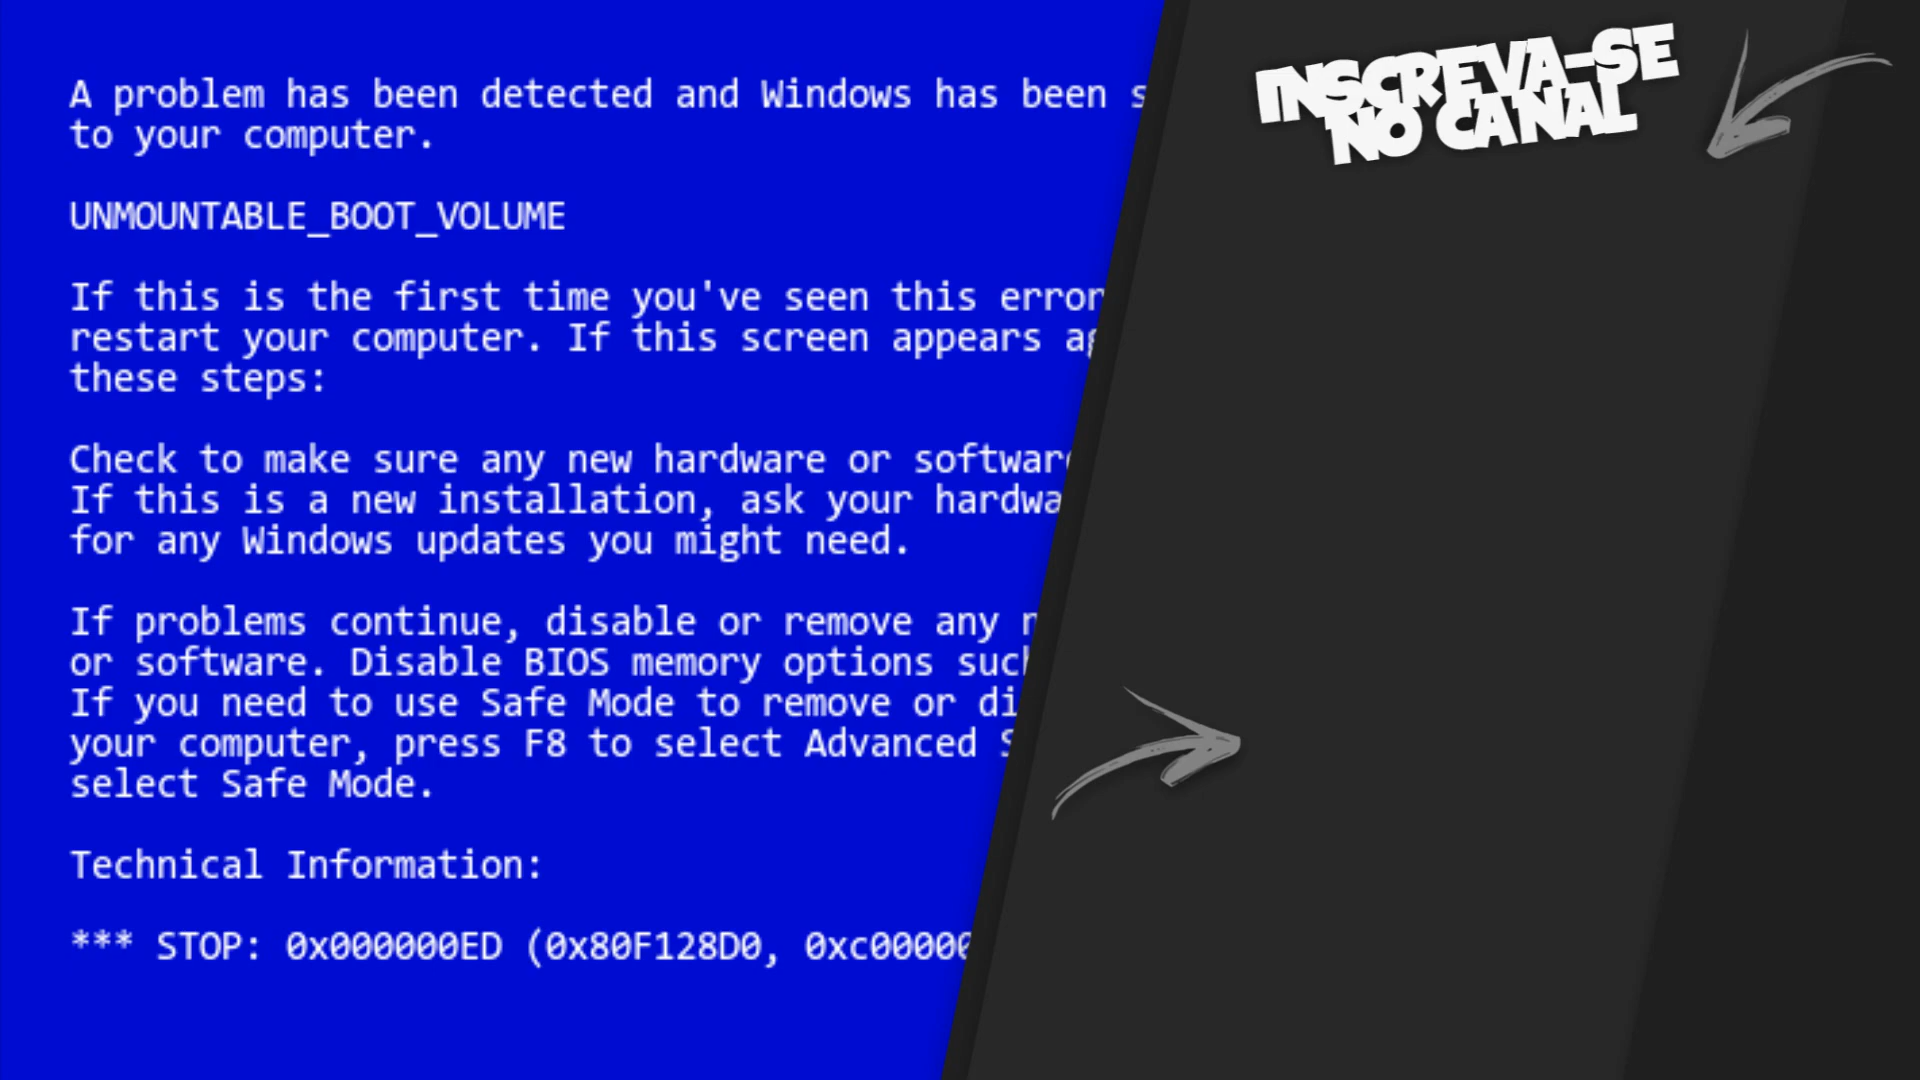 A problem has been detected and Windows has been
to your computer.
UNMOUNTABLE_BOOT_VOLUME
If this is the first time you've seen this error
restart your computer. If this screen appears
these steps:
Check to make sure any new hardware or software
If this is a new installation, ask your
for any Windows updates you might need.
If problems continue, disable or remove any
or software. Disable BIOS memory options such
If you need to use Safe Mode to remove or
your computer, press F8 to select Advanced
select Safe Mode.
Technical Information:
*** STOP: 0x000000ED (0x80F128D0, 0xc00000
INSCREVA-SE
NO CANAL